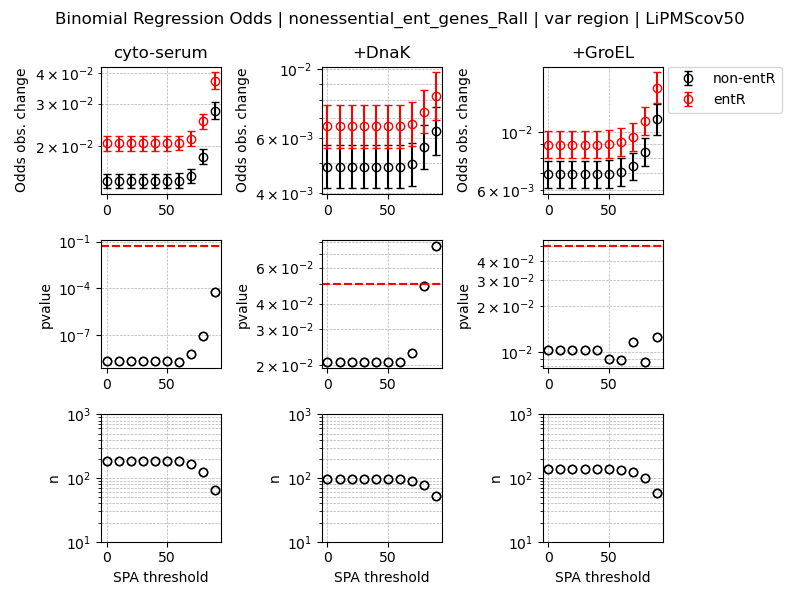 Binomial Regression Odds | nonessential_ent_genes_Rall | var region | LiPMScov50
cyto-serum
+DnaK
+GroEL
Odds obs. change
4 × 10⁻²
3 × 10⁻²
2 × 10⁻²
0 50
Odds obs. change
10⁻²
6 × 10⁻³
4 × 10⁻³
0 50
Odds obs. change
10⁻²
6 × 10⁻³
0 50
non-entR
entR
pvalue
10⁻¹
10⁻⁴
10⁻⁷
0 50
pvalue
6 × 10⁻²
4 × 10⁻²
3 × 10⁻²
2 × 10⁻²
0 50
pvalue
4 × 10⁻²
3 × 10⁻²
2 × 10⁻²
10⁻²
0 50
n
10³
10²
10¹
0 50
SPA threshold
n
10³
10²
10¹
0 50
SPA threshold
n
10³
10²
10¹
0 50
SPA threshold